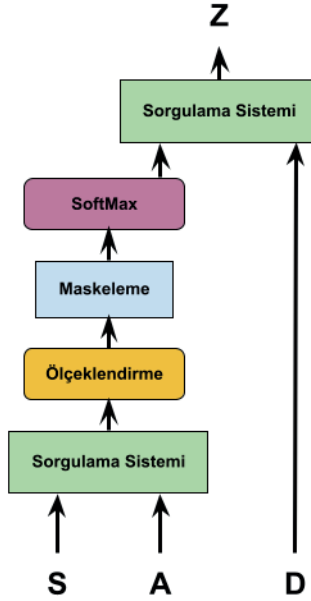 Z
Sorgulama Sistemi
SoftMax
Maskeleme
Ölçeklendirme
Sorgulama Sistemi
S A D